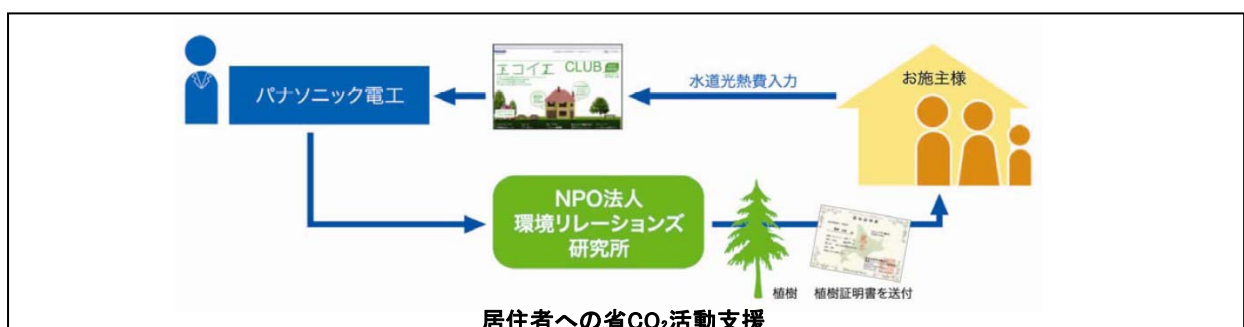 パナソニック電工
エコイエ CLUB
水道光熱費入力
お施主様
NPO法人
環境リレーションズ
研究所
植樹
植樹証明書を送付
居住者への省CO₂活動支援